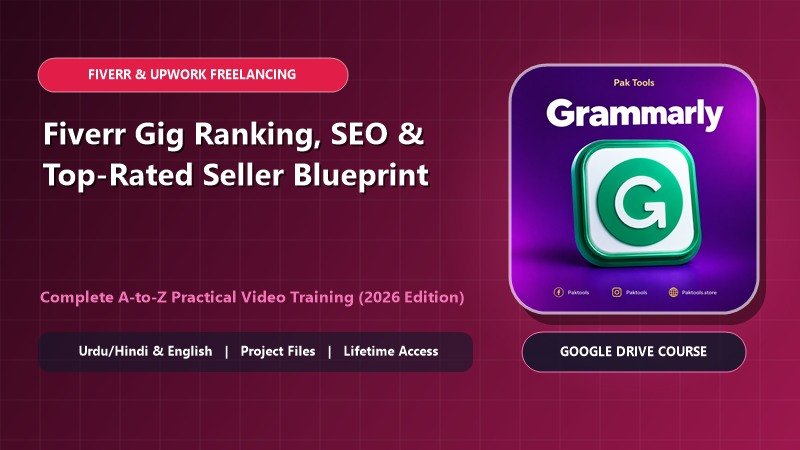 FIVERR & UPWORK FREELANCING
Fiverr Gig Ranking, SEO &
Top-Rated Seller Blueprint
Complete A-to-Z Practical Video Training (2026 Edition)
Urdu/Hindi & English | Project Files | Lifetime Access
Pak Tools
Grammarly
G
Paktools
Paktools
Paktools.store
GOOGLE DRIVE COURSE